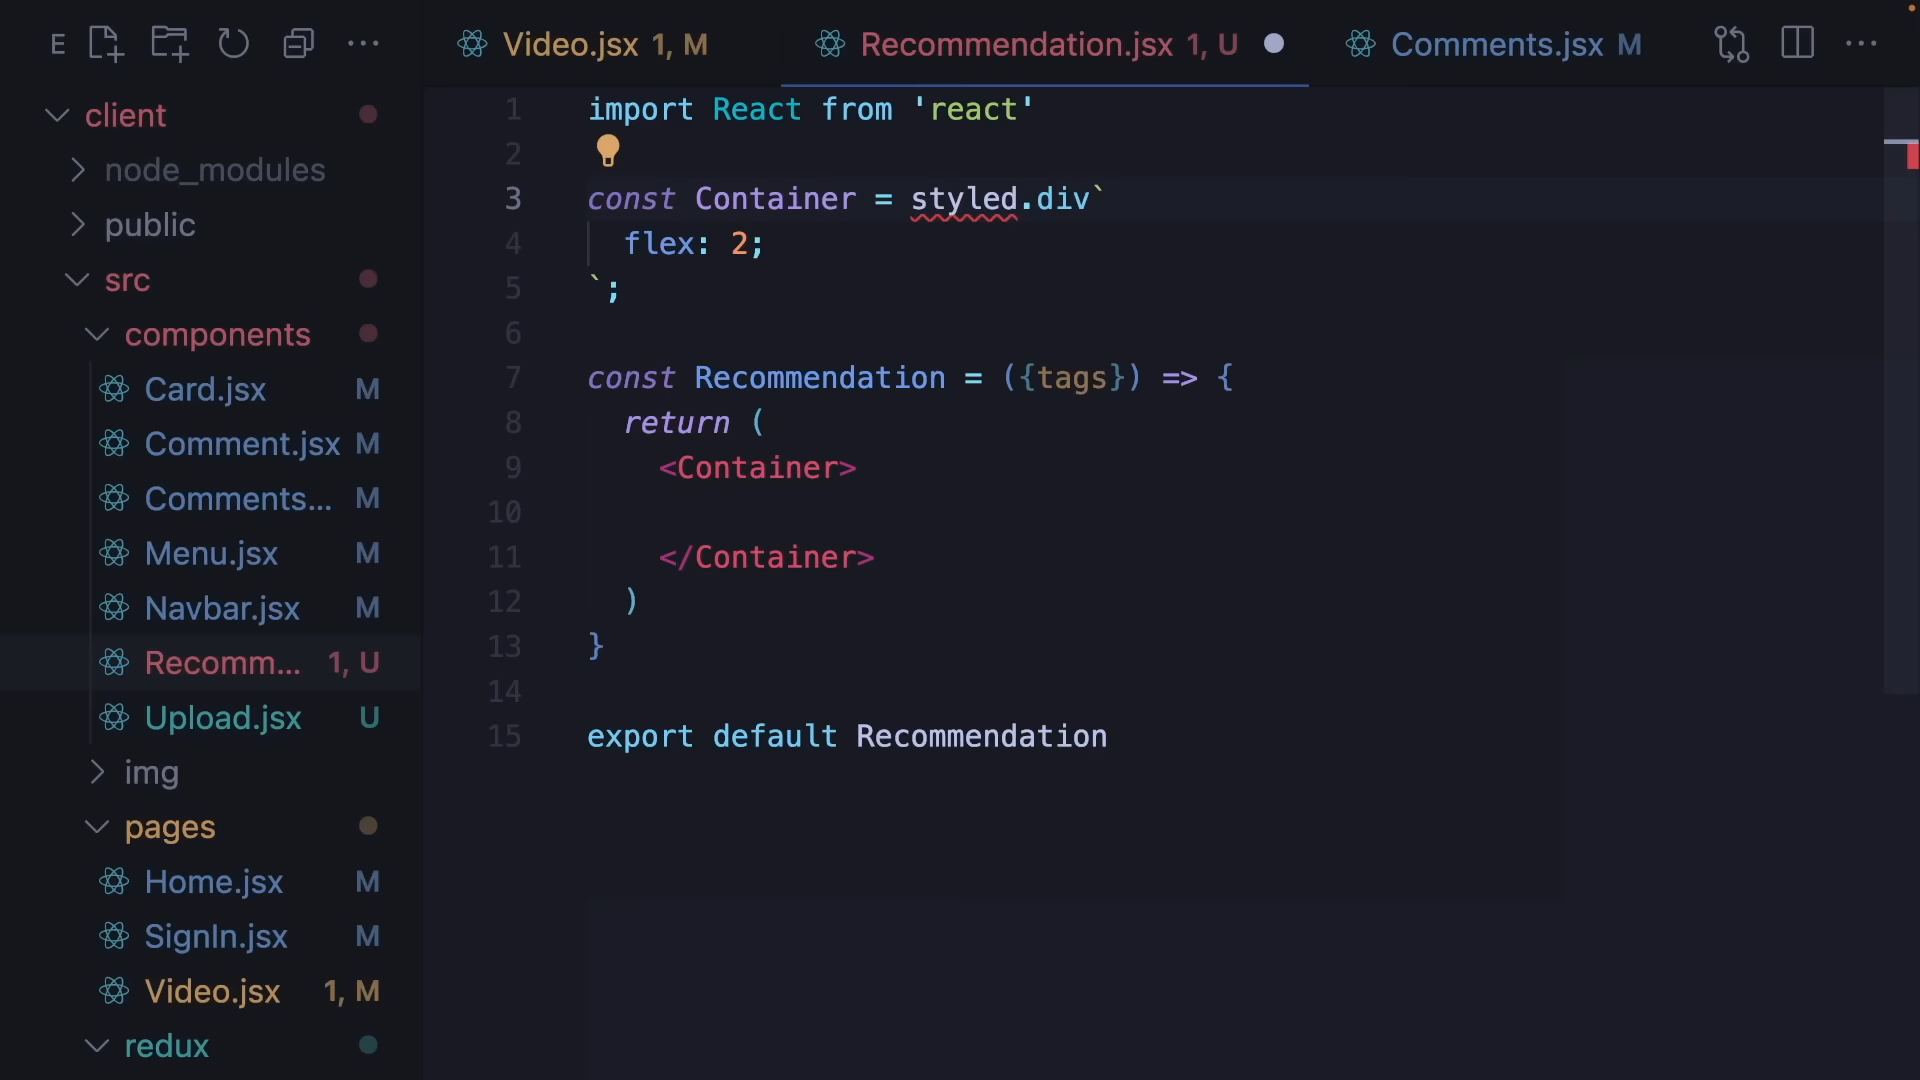 E
Video.jsx 1, M
Recommendation.jsx 1, U
Comments.jsx M
client
node_modules
public
src
components
Card.jsx M
Comment.jsx M
Comments... M
Menu.jsx M
Navbar.jsx M
Recomm... 1, U
Upload.jsx U
img
pages
Home.jsx M
SignIn.jsx M
Video.jsx 1, M
redux
1 import React from 'react'
2
3 const Container = styled.div`
4 flex: 2;
5 `;
6
7 const Recommendation = ({tags}) => {
8 return (
9 <Container>
10
11 </Container>
12 )
13 }
14
15 export default Recommendation